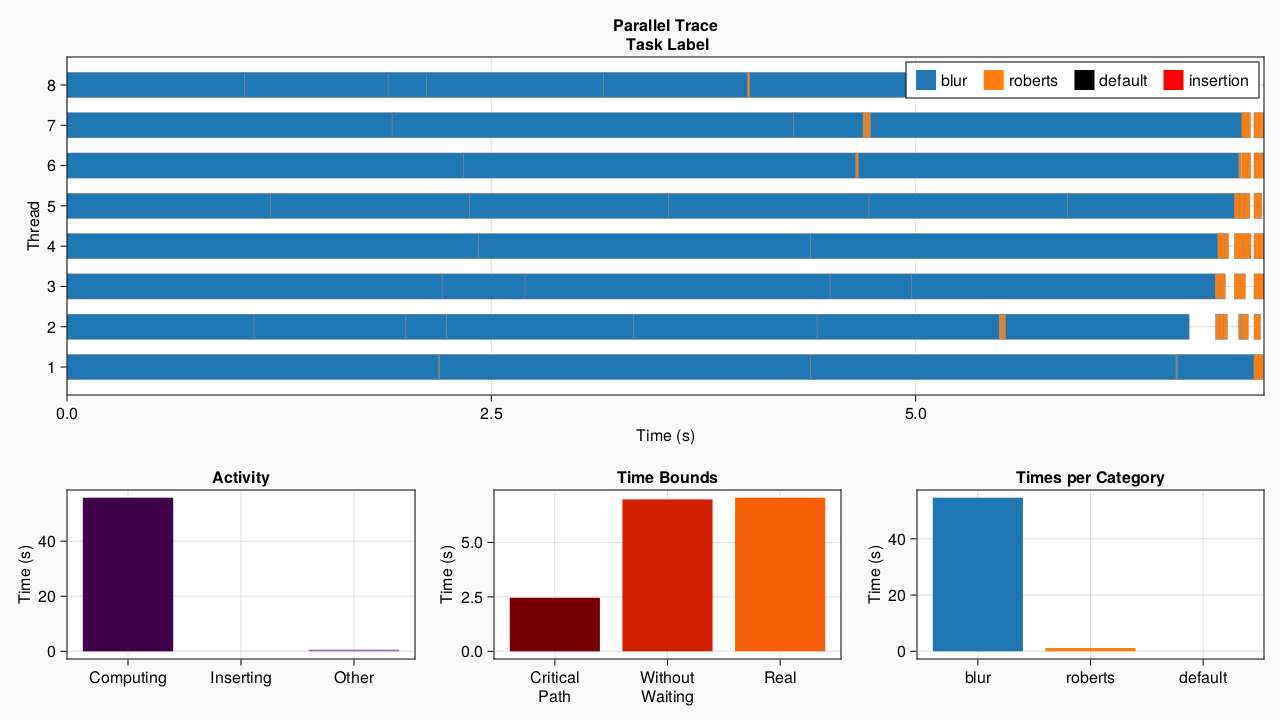 Parallel Trace
Task Label
blur roberts default insertion
Thread
8
7
6
5
4
3
2
1
0.0 2.5 5.0
Time (s)
Activity
Time (s)
40
20
0
Computing Inserting Other
Time Bounds
Time (s)
5.0
2.5
0.0
Critical Path Without Waiting Real
Times per Category
Time (s)
40
20
0
blur roberts default